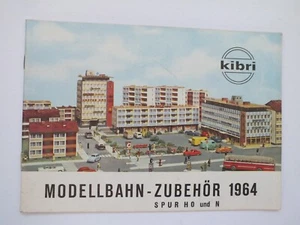 kibri
MODELLBAHN-ZUBEHÖR 1964
SPUR HO und N